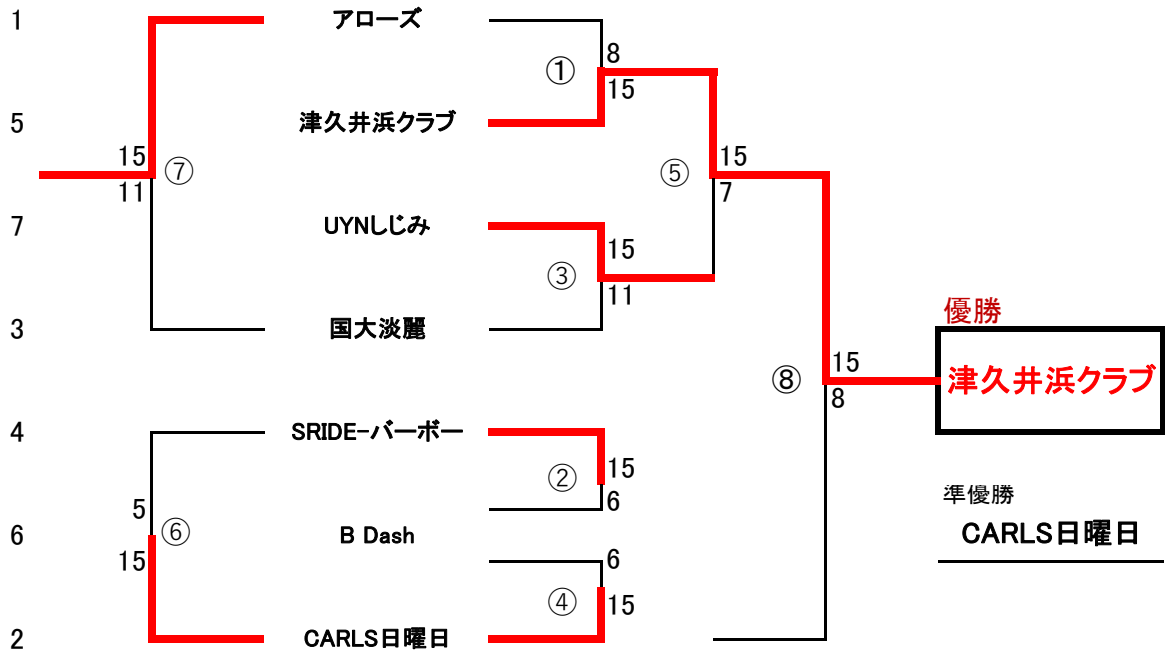 1 アローズ
8
①
15
5 津久井浜クラブ
15 ⑦ ⑤ 15
11 7
7 UYNしじみ
15
③
11
3 国大淡麗
優勝
15
⑧ 津久井浜クラブ
8
4 SRIDE-バーボー
② 15
6
準優勝
5
⑥
6 B Dash CARLS日曜日
15 6
④ 15
2 CARLS日曜日